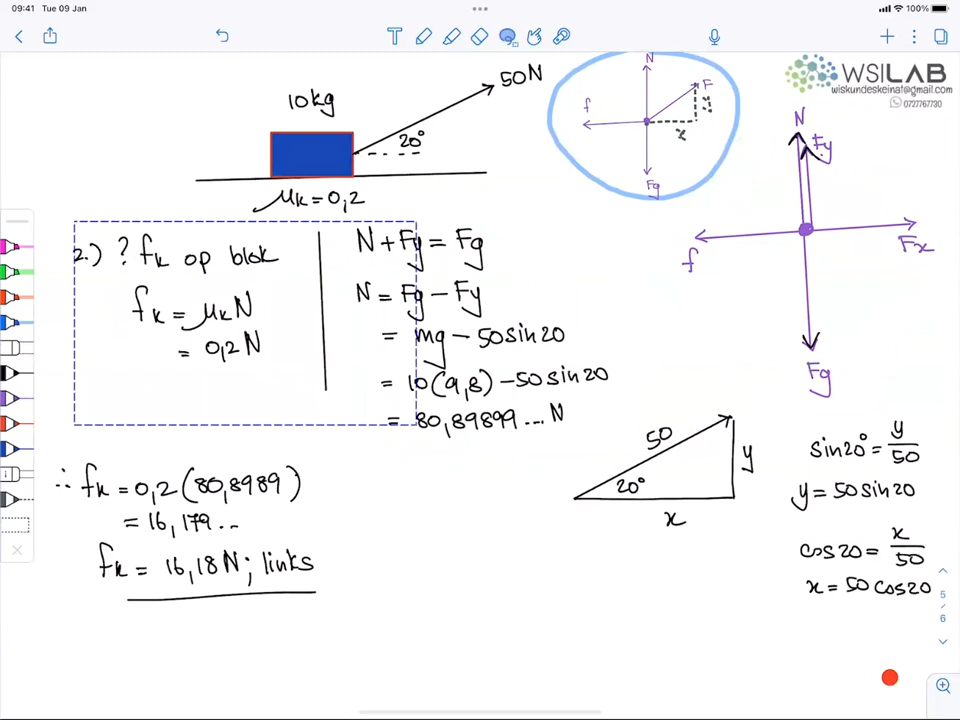 09:41 Tue 09 Jan
100%
T
WSILAB
wiskundeskeinat@gmail.com
0727767730
10kg
50N
20°
μk = 0,2
N
F
f
y
x
Fg
N
Fy
f
Fx
Fg
2.) ? fk op blok
fk = μkN
= 0,2N
N + Fy = Fg
N = Fg − Fy
= mg − 50sin20
= 10(9,8) − 50sin20
= 80,89899... N
∴ fk = 0,2(80,8989)
= 16,179...
fk = 16,18N; links
50
20°
y
x
sin20° = y/50
y = 50sin20
cos20 = x/50
x = 50cos20
5
/
6